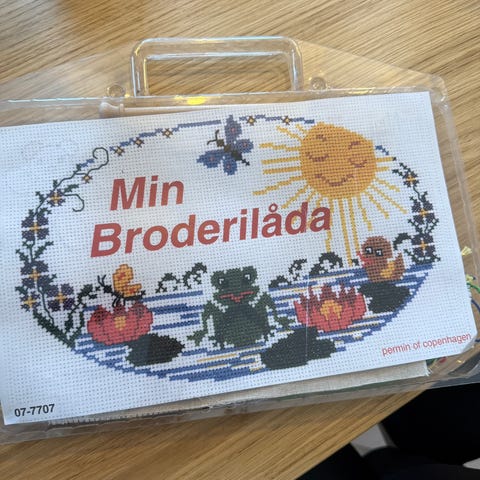 Min
Broderilåda
permin of copenhagen
07-7707